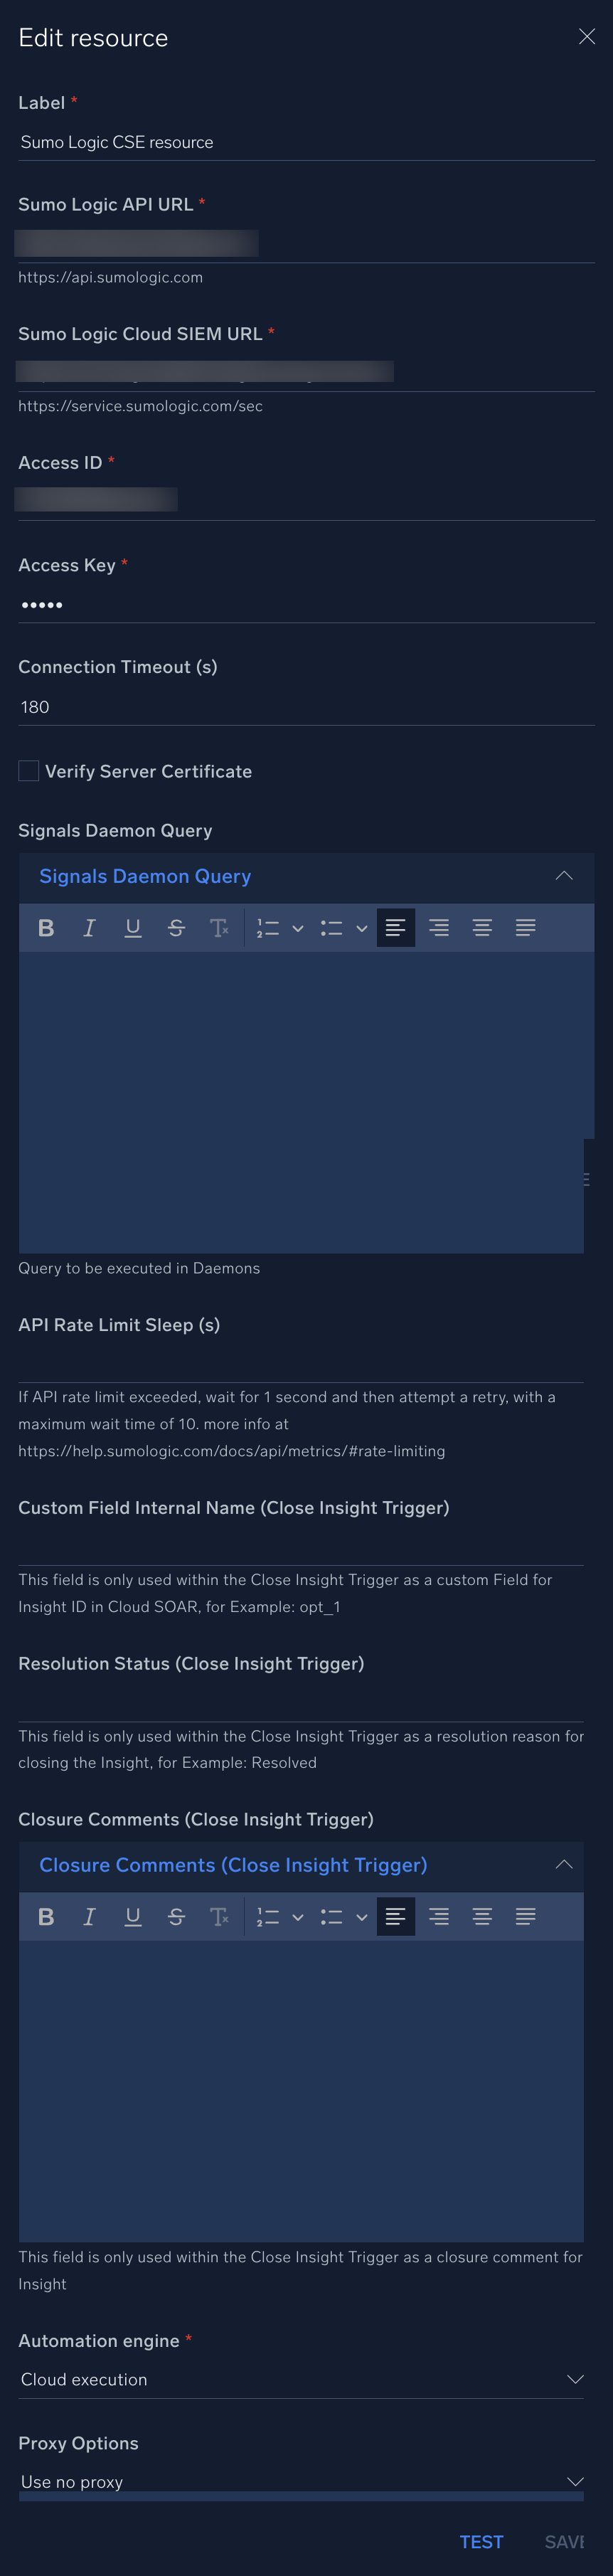 Edit resource
Label *
Sumo Logic CSE resource
Sumo Logic API URL *
https://api.sumologic.com
Sumo Logic Cloud SIEM URL *
https://service.sumologic.com/sec
Access ID *
Access Key *
•••••
Connection Timeout (s)
180
Verify Server Certificate
Signals Daemon Query
Signals Daemon Query
Query to be executed in Daemons
API Rate Limit Sleep (s)
If API rate limit exceeded, wait for 1 second and then attempt a retry, with a
maximum wait time of 10. more info at
https://help.sumologic.com/docs/api/metrics/#rate-limiting
Custom Field Internal Name (Close Insight Trigger)
This field is only used within the Close Insight Trigger as a custom Field for
Insight ID in Cloud SOAR, for Example: opt_1
Resolution Status (Close Insight Trigger)
This field is only used within the Close Insight Trigger as a resolution reason for
closing the Insight, for Example: Resolved
Closure Comments (Close Insight Trigger)
Closure Comments (Close Insight Trigger)
This field is only used within the Close Insight Trigger as a closure comment for
Insight
Automation engine *
Cloud execution
Proxy Options
Use no proxy
TEST SAVE